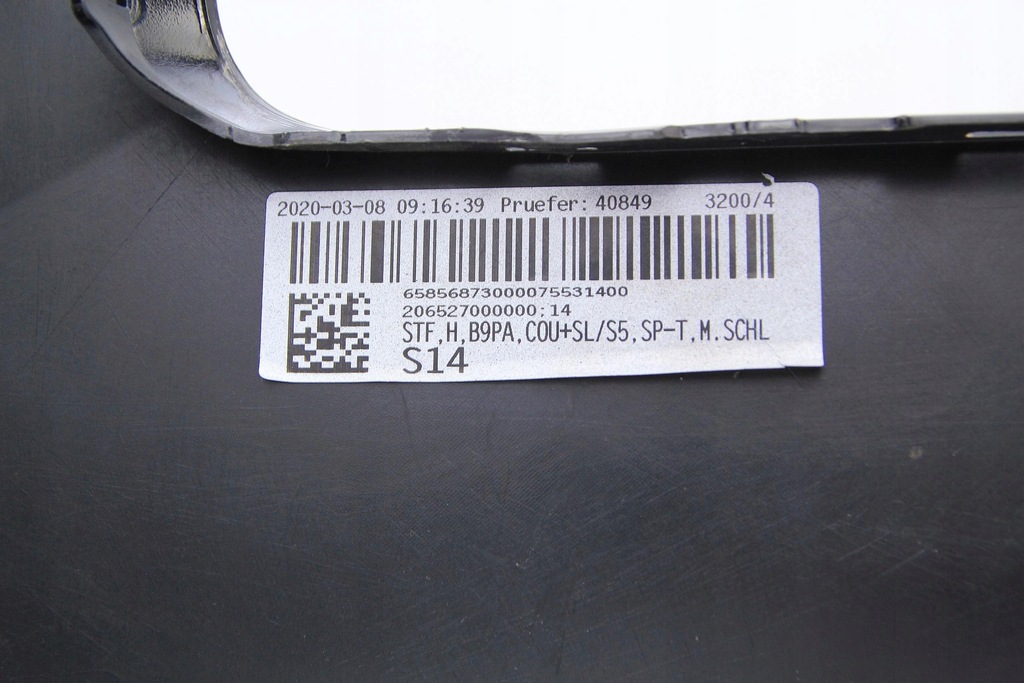 2020-03-08 09:16:39 Pruefer: 40849 3200/4
65856873000075531400
206527000000;14
STF,H,B9PA,COU+SL/S5,SP-T,M.SCHL
S14